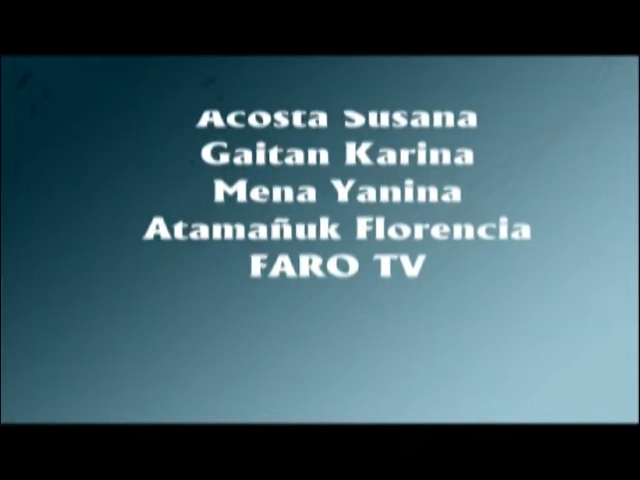 Acosta Susana
Gaitan Karina
Mena Yanina
Atamañuk Florencia
FARO TV